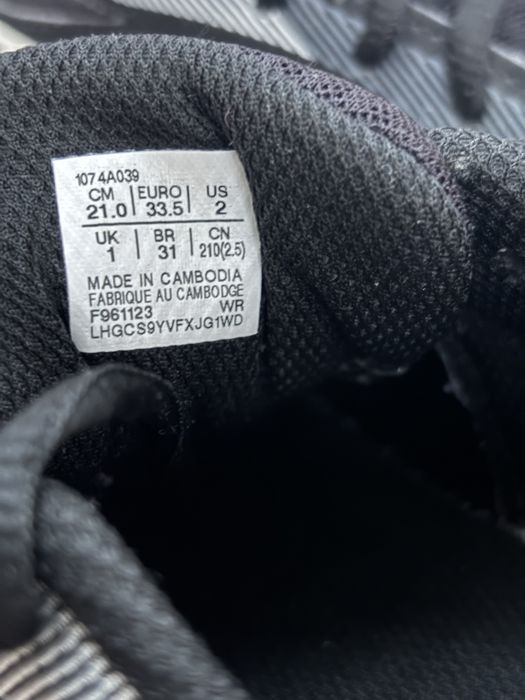 1074A039
CM | EURO | US
21.0 | 33.5 | 2
UK | BR | CN
1 | 31 | 210(2.5)
MADE IN CAMBODIA
FABRIQUE AU CAMBODGE
F961123 WR
LHGCS9YVFXJG1WD